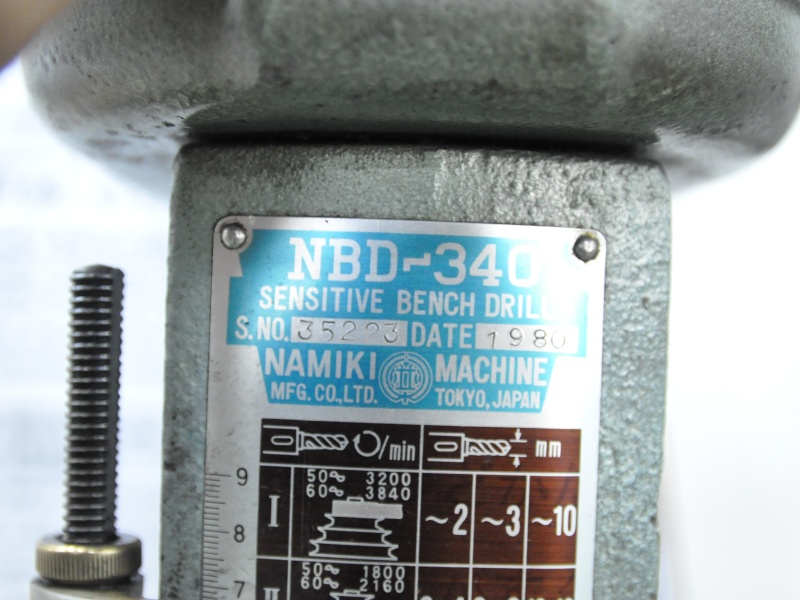 NBD-340
SENSITIVE BENCH DRILL
S.NO. 35223 DATE 1980
NAMIKI MACHINE
MFG. CO., LTD. TOKYO, JAPAN
/min mm
9
I 50~ 3200 ~2 ~3 ~10
60~ 3840
8
II 50~ 1800
60~ 2160
7